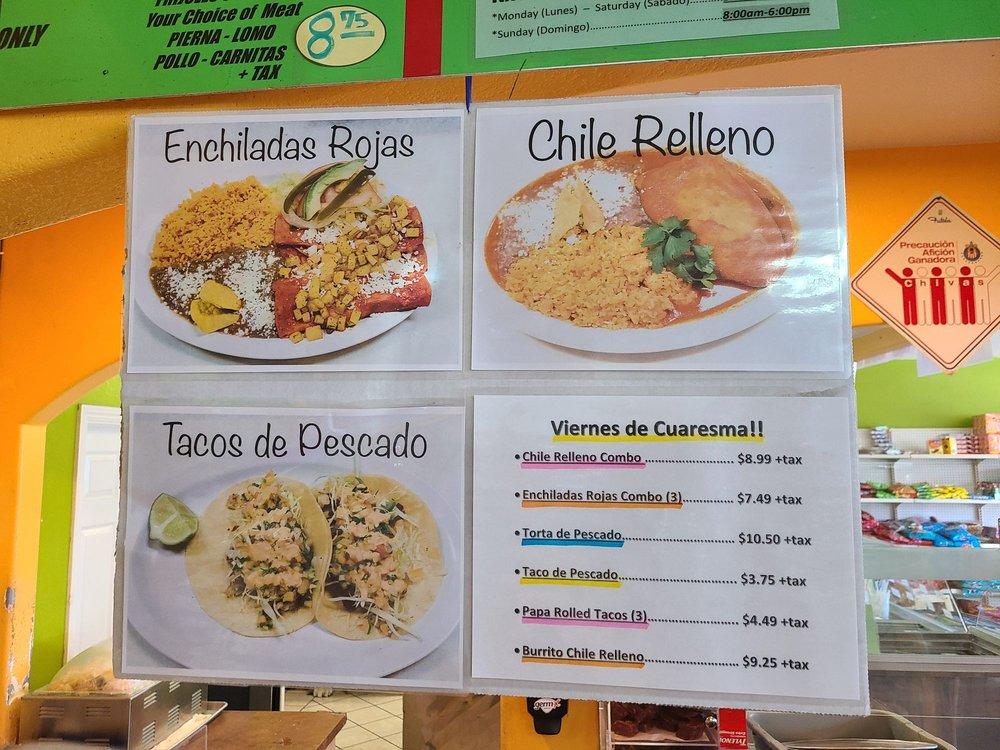 ONLY
Your Choice of Meat
PIERNA - LOMO
POLLO - CARNITAS
+ TAX
8 75
*Monday (Lunes) – Saturday (Sabado)
*Sunday (Domingo)........................8:00am-6:00pm
Enchiladas Rojas
Chile Relleno
Precaución
Afición
Ganadora
Chivas
Tacos de Pescado
Viernes de Cuaresma!!
•Chile Relleno Combo........................ $8.99 +tax
•Enchiladas Rojas Combo (3)..................... $7.49 +tax
•Torta de Pescado................................ $10.50 +tax
•Taco de Pescado................................. $3.75 +tax
•Papa Rolled Tacos (3)......................... $4.49 +tax
•Burrito Chile Relleno.......................... $9.25 +tax
germ
TYLENOL